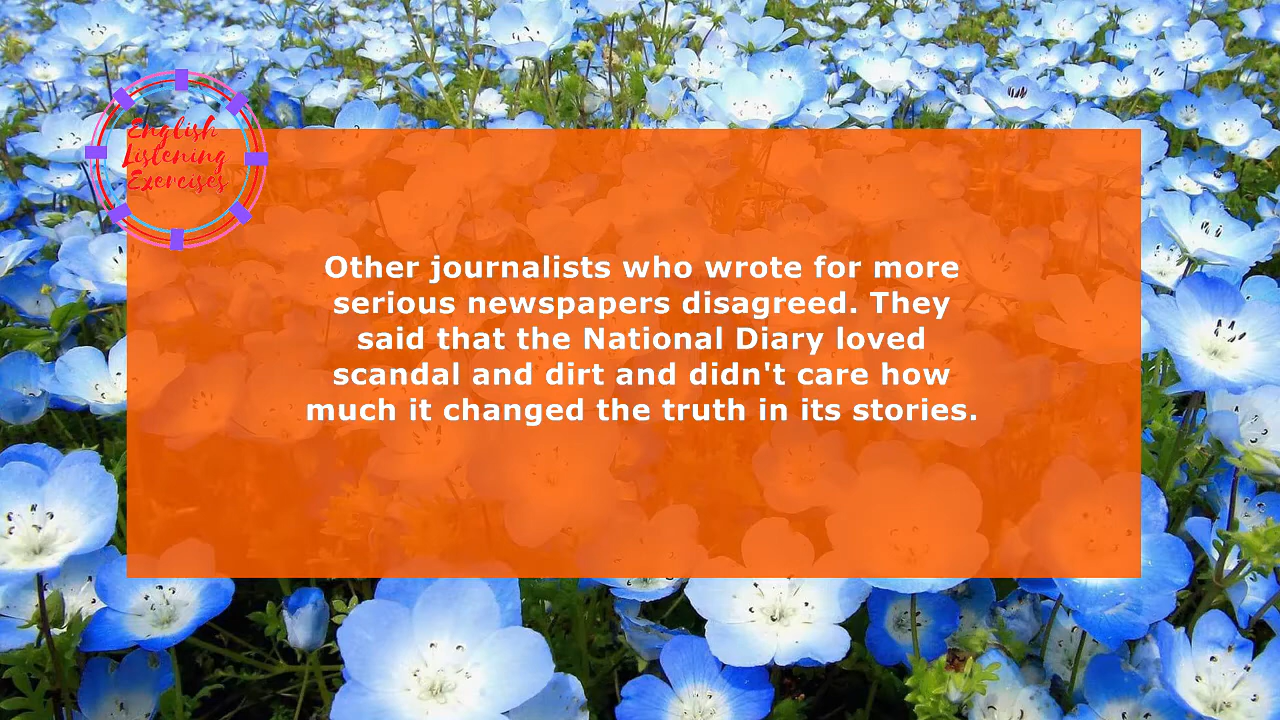 English
Listening
Exercises
Other journalists who wrote for more
serious newspapers disagreed. They
said that the National Diary loved
scandal and dirt and didn't care how
much it changed the truth in its stories.